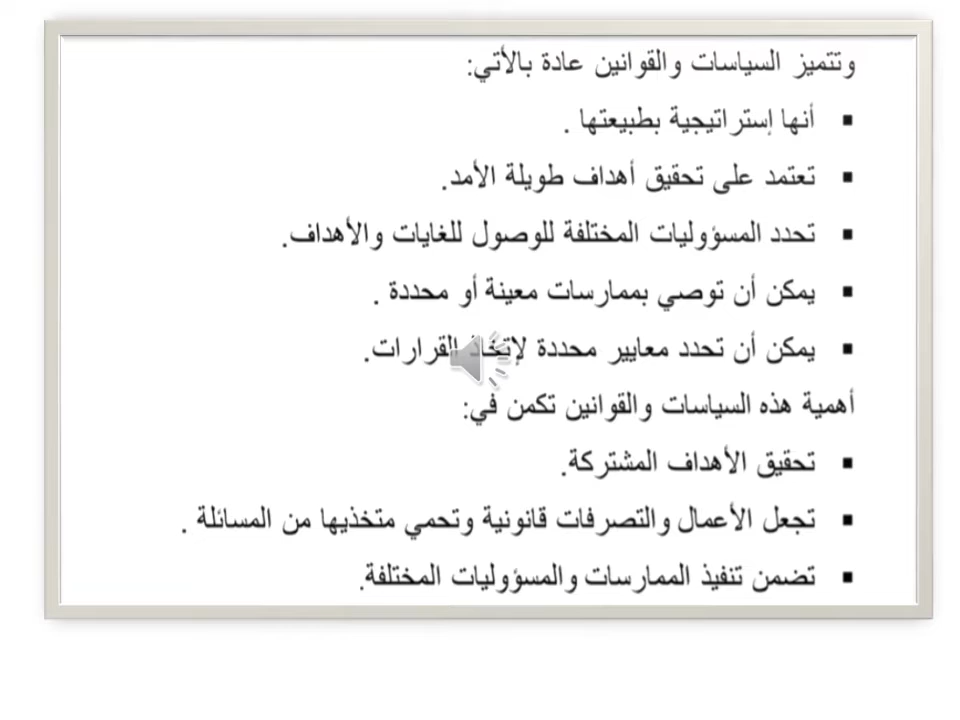 وتتميز السياسات والقوانين عادة بالأتي:
▪ أنها إستراتيجية بطبيعتها .
▪ تعتمد على تحقيق أهداف طويلة الأمد.
▪ تحدد المسؤوليات المختلفة للوصول للغايات والأهداف.
▪ يمكن أن توصي بممارسات معينة أو محددة .
▪ يمكن أن تحدد معايير محددة لإتخاذ القرارات.
أهمية هذه السياسات والقوانين تكمن في:
▪ تحقيق الأهداف المشتركة.
▪ تجعل الأعمال والتصرفات قانونية وتحمي متخذيها من المسائلة .
▪ تضمن تنفيذ الممارسات والمسؤوليات المختلفة.